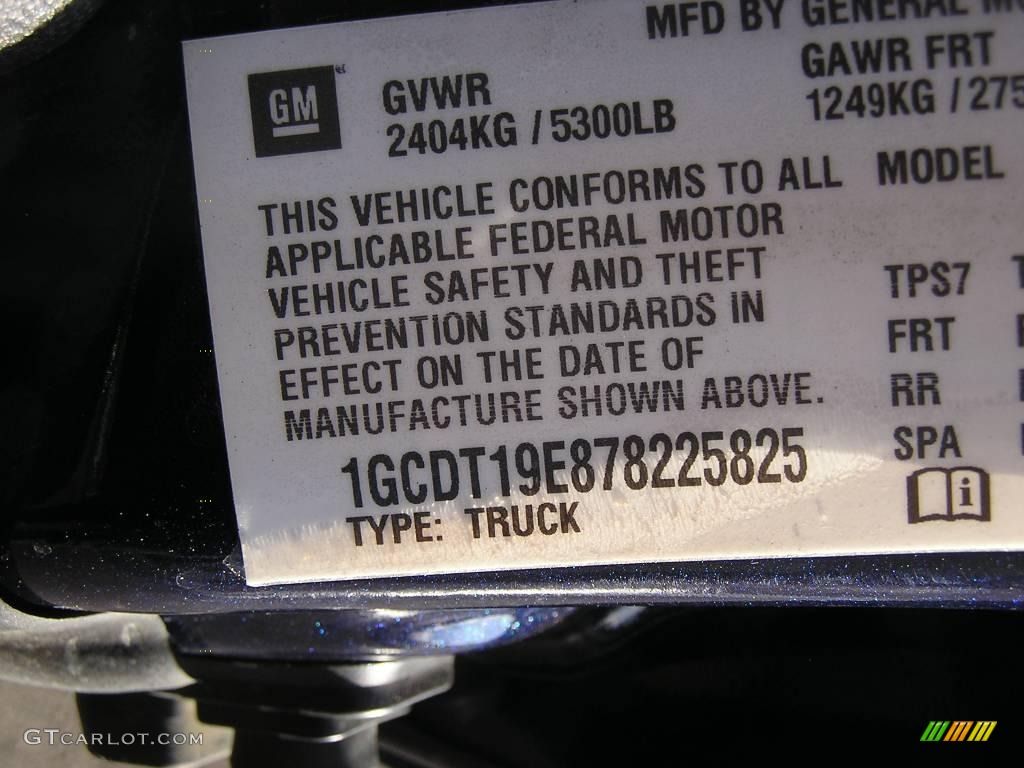 MFD BY GENERAL MO
GM
GVWR
2404KG / 5300LB
GAWR FRT
1249KG / 275
THIS VEHICLE CONFORMS TO ALL
APPLICABLE FEDERAL MOTOR
VEHICLE SAFETY AND THEFT
PREVENTION STANDARDS IN
EFFECT ON THE DATE OF
MANUFACTURE SHOWN ABOVE.
1GCDT19E878225825
TYPE: TRUCK
MODEL
TPS7
FRT
RR
SPA
i
GTCARLOT.COM